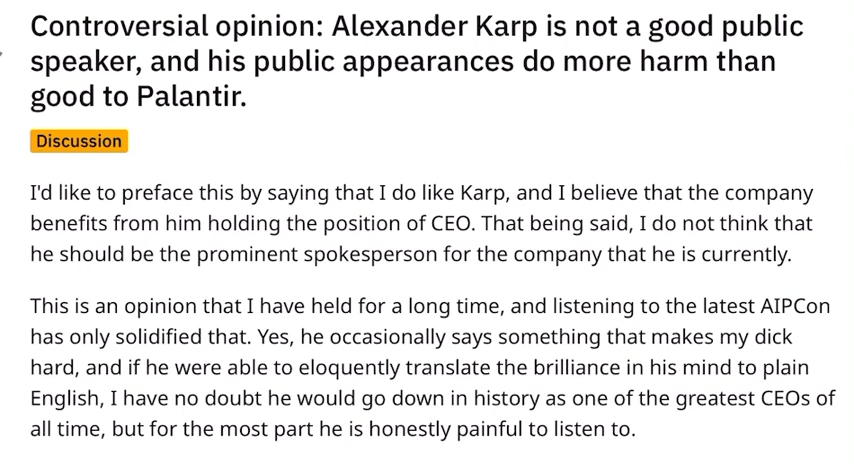 Controversial opinion: Alexander Karp is not a good public
speaker, and his public appearances do more harm than
good to Palantir.
Discussion
I'd like to preface this by saying that I do like Karp, and I believe that the company
benefits from him holding the position of CEO. That being said, I do not think that
he should be the prominent spokesperson for the company that he is currently.
This is an opinion that I have held for a long time, and listening to the latest AIPCon
has only solidified that. Yes, he occasionally says something that makes my dick
hard, and if he were able to eloquently translate the brilliance in his mind to plain
English, I have no doubt he would go down in history as one of the greatest CEOs of
all time, but for the most part he is honestly painful to listen to.